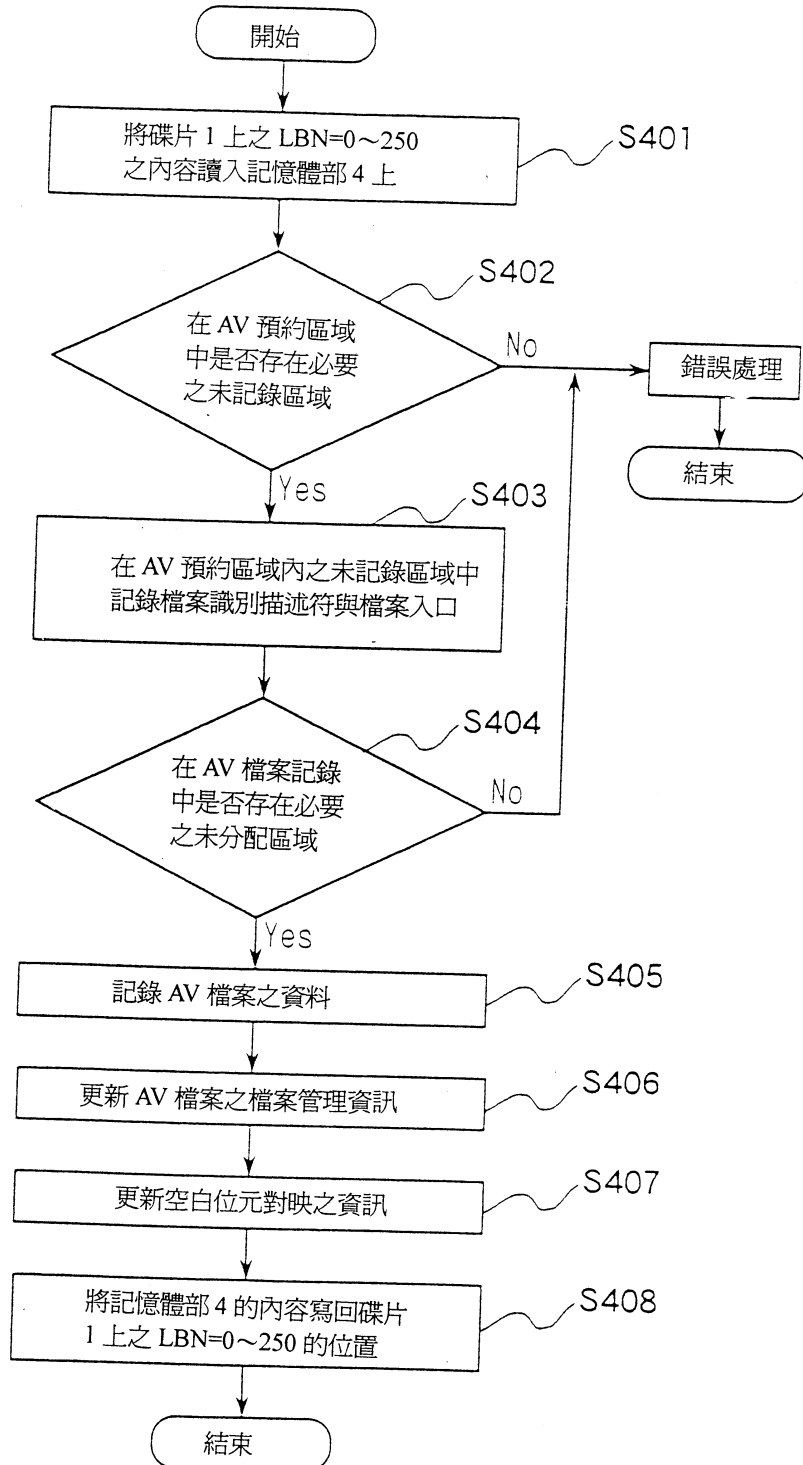 開始
將碟片 1 上之 LBN=0～250
之內容讀入記憶體部 4 上
S401
S402
在 AV 預約區域
中是否存在必要
之未記錄區域
No
錯誤處理
結束
Yes
S403
在 AV 預約區域內之未記錄區域中
記錄檔案識別描述符與檔案入口
S404
在 AV 檔案記錄
中是否存在必要
之未分配區域
No
Yes
記錄 AV 檔案之資料
S405
更新 AV 檔案之檔案管理資訊
S406
更新空白位元對映之資訊
S407
將記憶體部 4 的內容寫回碟片
1 上之 LBN=0～250 的位置
S408
結束